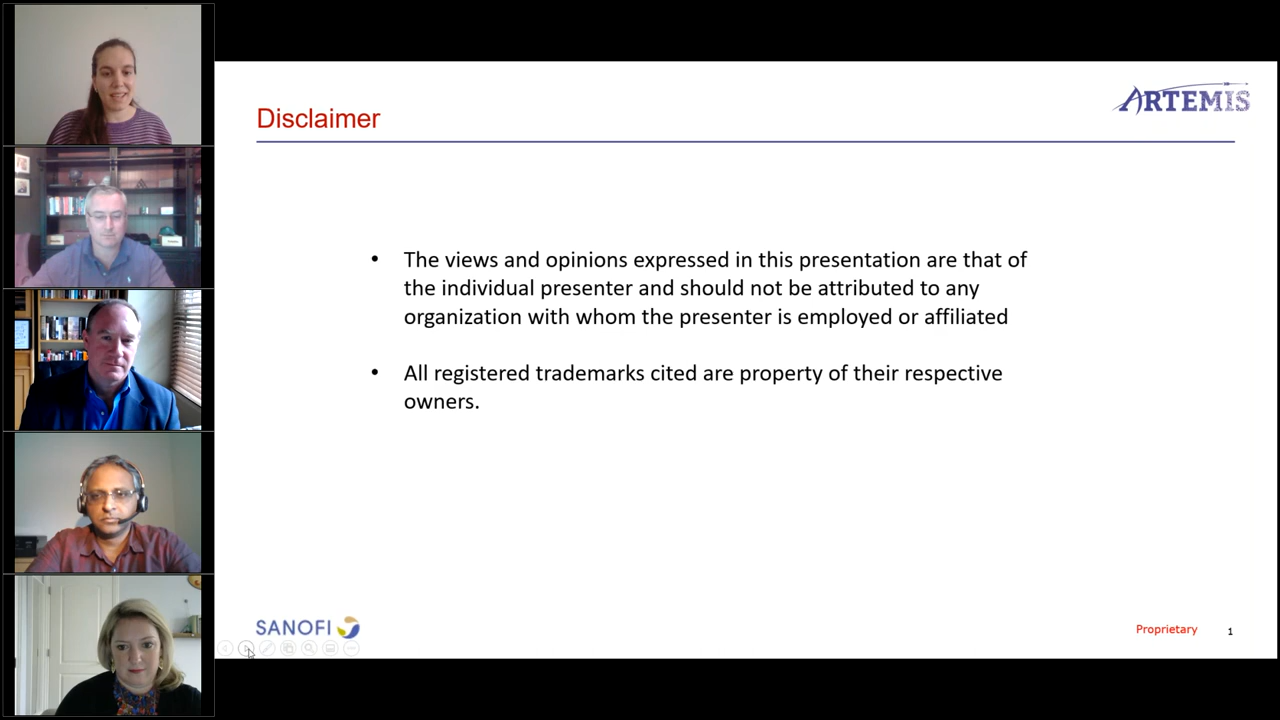 Disclaimer
ARTEMIS
• The views and opinions expressed in this presentation are that of
the individual presenter and should not be attributed to any
organization with whom the presenter is employed or affiliated
• All registered trademarks cited are property of their respective
owners.
SANOFI
Proprietary
1